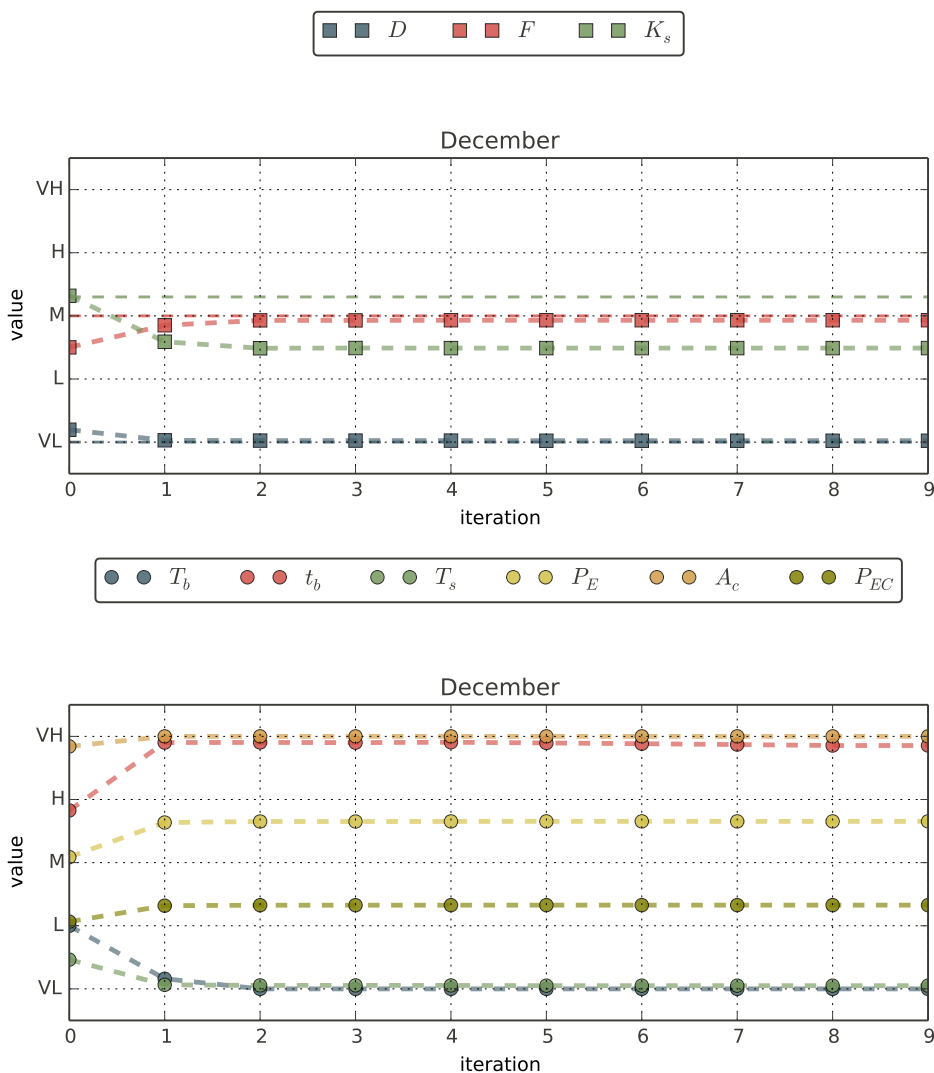 D F K_s
December
VH
H
M
L
VL
value
0 1 2 3 4 5 6 7 8 9
iteration
T_b t_b T_s P_E A_c P_EC
December
VH
H
M
L
VL
value
0 1 2 3 4 5 6 7 8 9
iteration